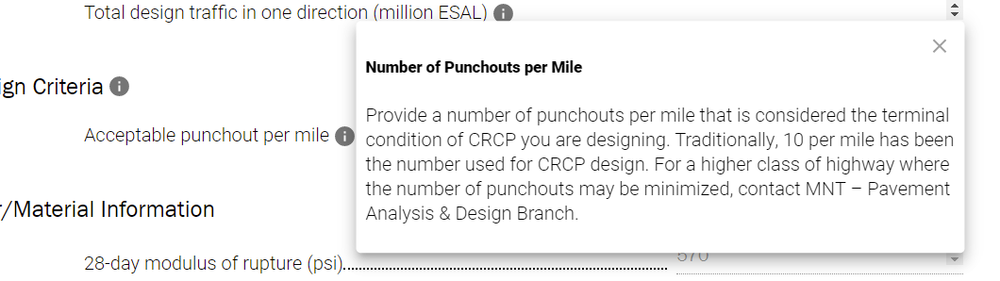 Total design traffic in one direction (million ESAL)
Number of Punchouts per Mile
ign Criteria
Provide a number of punchouts per mile that is considered the terminal
Acceptable punchout per mile
condition of CRCP you are designing. Traditionally, 10 per mile has been
the number used for CRCP design. For a higher class of highway where
the number of punchouts may be minimized, contact MNT – Pavement
Analysis & Design Branch.
r/Material Information
28-day modulus of rupture (psi)
570